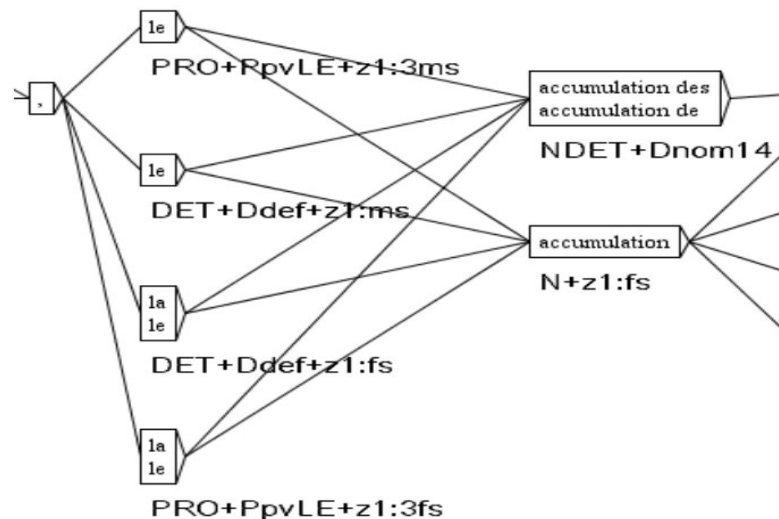 le
PRO+PpvLE+z1:3ms
,
accumulation des
accumulation de
NDET+Dnom14
le
DET+Ddef+z1:ms
accumulation
N+z1:fs
la
le
DET+Ddef+z1:fs
la
le
PRO+PpvLE+z1:3fs